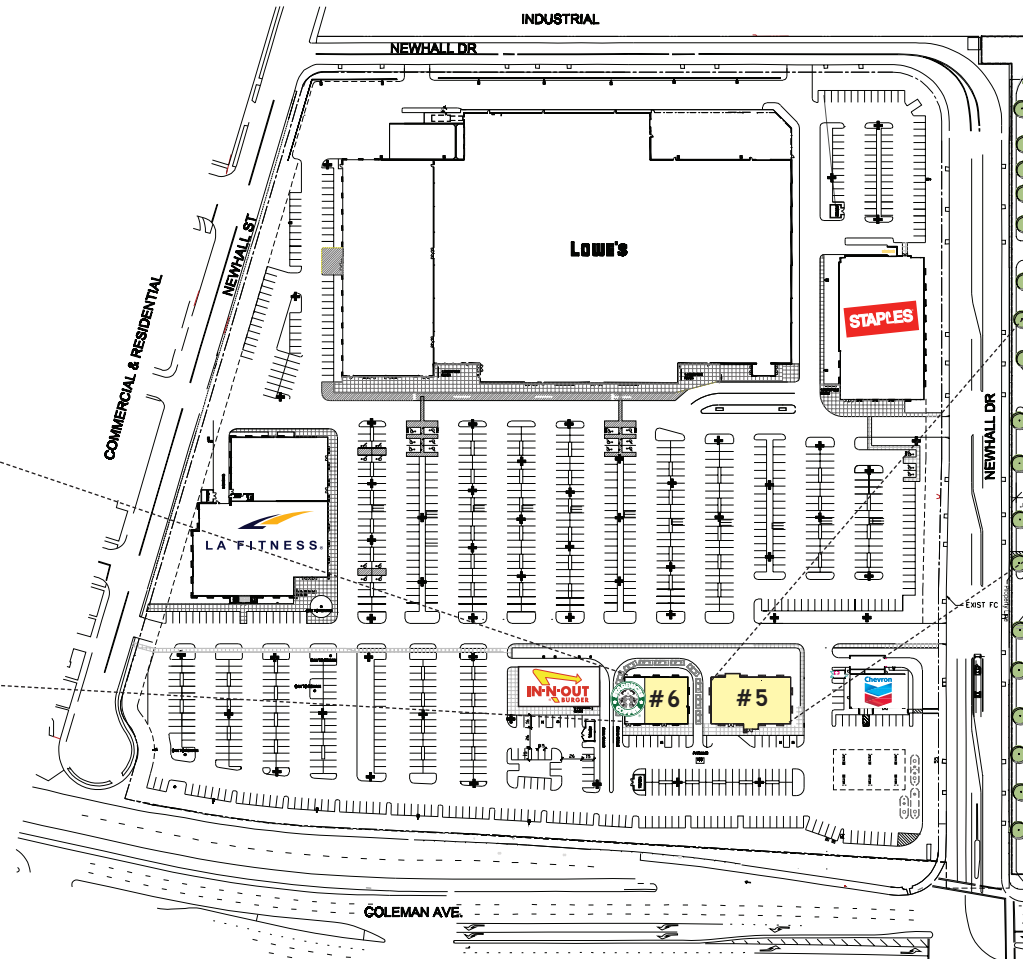 INDUSTRIAL
NEWHALL DR
NEWHALL ST
COMMERCIAL & RESIDENTIAL
LOWE'S
STAPLES
NEWHALL DR
LA FITNESS
EXIST FC
IN-N-OUT
BURGER
#6
#5
Chevron
COLEMAN AVE.